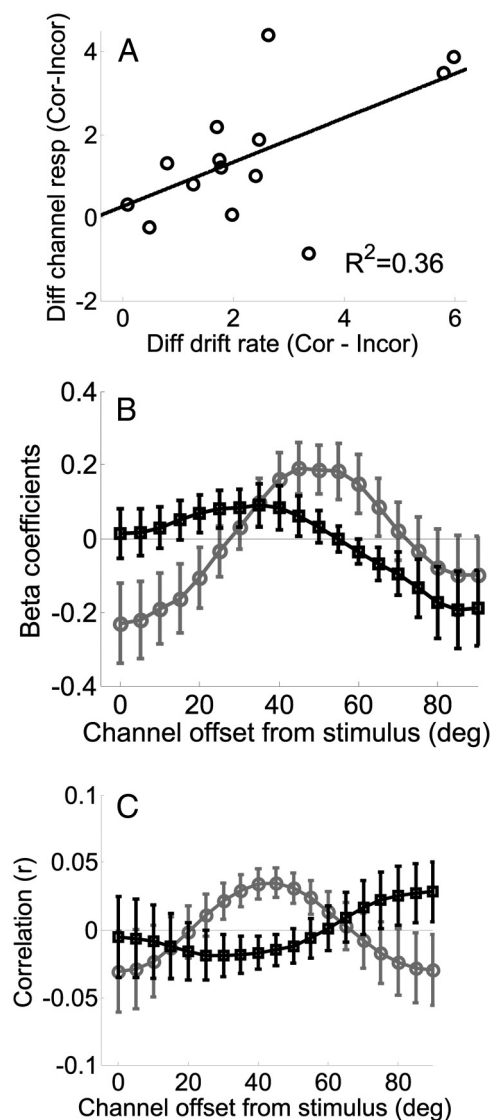 A
Diff channel resp (Cor-Incor)
4
2
0
-2
R²=0.36
0 2 4 6
Diff drift rate (Cor - Incor)
B
Beta coefficients
0.4
0.2
0
-0.2
-0.4
0 20 40 60 80
Channel offset from stimulus (deg)
C
Correlation (r)
0.1
0.05
0
-0.05
-0.1
0 20 40 60 80
Channel offset from stimulus (deg)